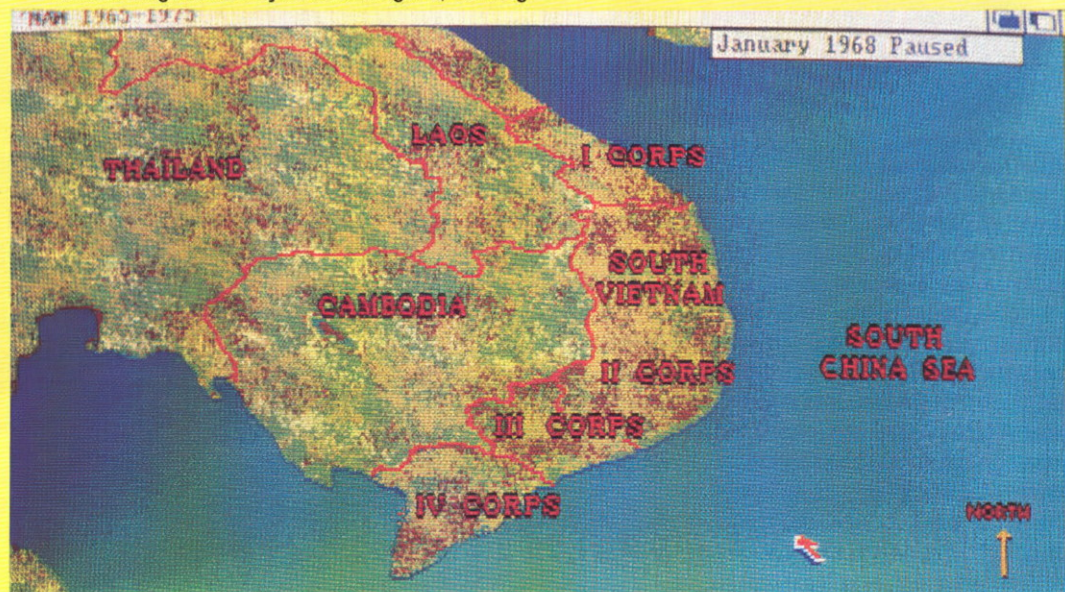 NAM 1965-1975
January 1968 Paused
LAOS
I CORPS
THAILAND
SOUTH
VIETNAM
CAMBODIA
SOUTH
CHINA SEA
II CORPS
III CORPS
IV CORPS
NORTH